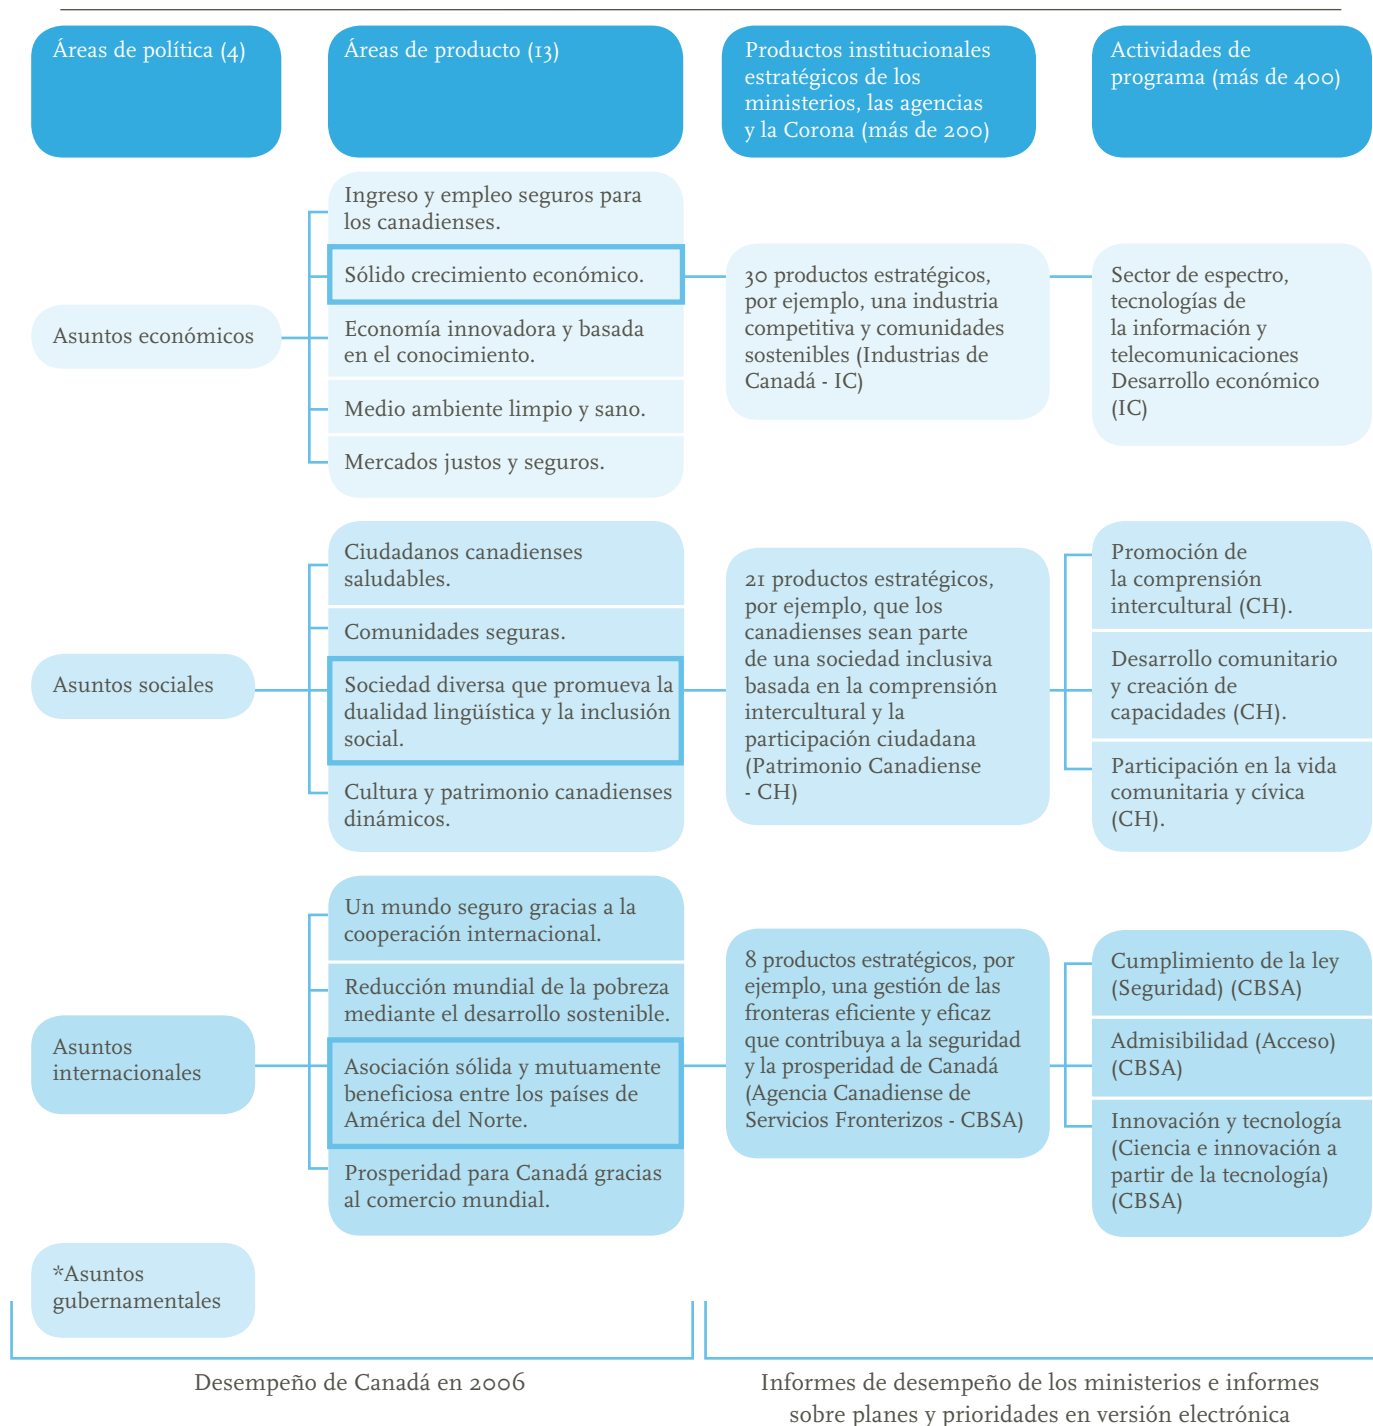 Áreas de política (4)
Áreas de producto (13)
Productos institucionales
estratégicos de los
ministerios, las agencias
y la Corona (más de 200)
Actividades de
programa (más de 400)
Asuntos económicos
Ingreso y empleo seguros para
los canadienses.
Sólido crecimiento económico.
Economía innovadora y basada
en el conocimiento.
Medio ambiente limpio y sano.
Mercados justos y seguros.
30 productos estratégicos,
por ejemplo, una industria
competitiva y comunidades
sostenibles (Industrias de
Canadá - IC)
Sector de espectro,
tecnologías de
la información y
telecomunicaciones
Desarrollo económico
(IC)
Asuntos sociales
Ciudadanos canadienses
saludables.
Comunidades seguras.
Sociedad diversa que promueva la
dualidad lingüística y la inclusión
social.
Cultura y patrimonio canadienses
dinámicos.
21 productos estratégicos,
por ejemplo, que los
canadienses sean parte
de una sociedad inclusiva
basada en la comprensión
intercultural y la
participación ciudadana
(Patrimonio Canadiense
- CH)
Promoción de
la comprensión
intercultural (CH).
Desarrollo comunitario
y creación de
capacidades (CH).
Participación en la vida
comunitaria y cívica
(CH).
Asuntos
internacionales
Un mundo seguro gracias a la
cooperación internacional.
Reducción mundial de la pobreza
mediante el desarrollo sostenible.
Asociación sólida y mutuamente
beneficiosa entre los países de
América del Norte.
Prosperidad para Canadá gracias
al comercio mundial.
8 productos estratégicos, por
ejemplo, una gestión de las
fronteras eficiente y eficaz
que contribuya a la seguridad
y la prosperidad de Canadá
(Agencia Canadiense de
Servicios Fronterizos - CBSA)
Cumplimiento de la ley
(Seguridad) (CBSA)
Admisibilidad (Acceso)
(CBSA)
Innovación y tecnología
(Ciencia e innovación a
partir de la tecnología)
(CBSA)
*Asuntos
gubernamentales
Desempeño de Canadá en 2006
Informes de desempeño de los ministerios e informes
sobre planes y prioridades en versión electrónica